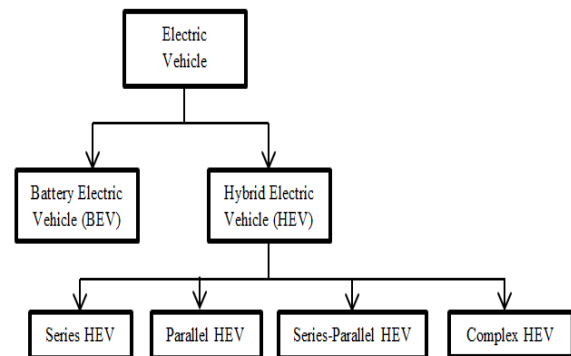 Electric
Vehicle
Battery Electric
Vehicle (BEV)
Hybrid Electric
Vehicle (HEV)
Series HEV
Parallel HEV
Series-Parallel HEV
Complex HEV